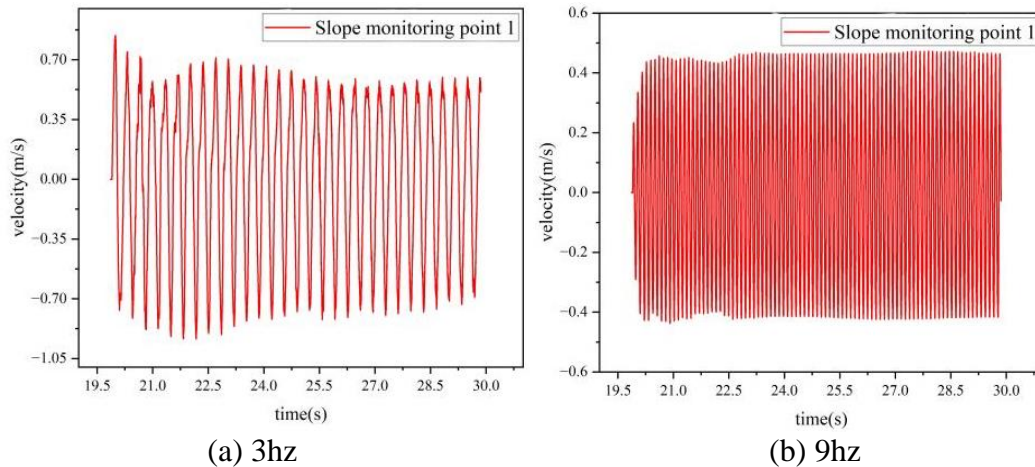 Slope monitoring point 1
0.70
0.35
0.00
−0.35
−0.70
−1.05
velocity(m/s)
19.5 21.0 22.5 24.0 25.5 27.0 28.5 30.0
time(s)
(a) 3hz
Slope monitoring point 1
0.6
0.4
0.2
0.0
−0.2
−0.4
−0.6
velocity(m/s)
19.5 21.0 22.5 24.0 25.5 27.0 28.5 30.0
time(s)
(b) 9hz